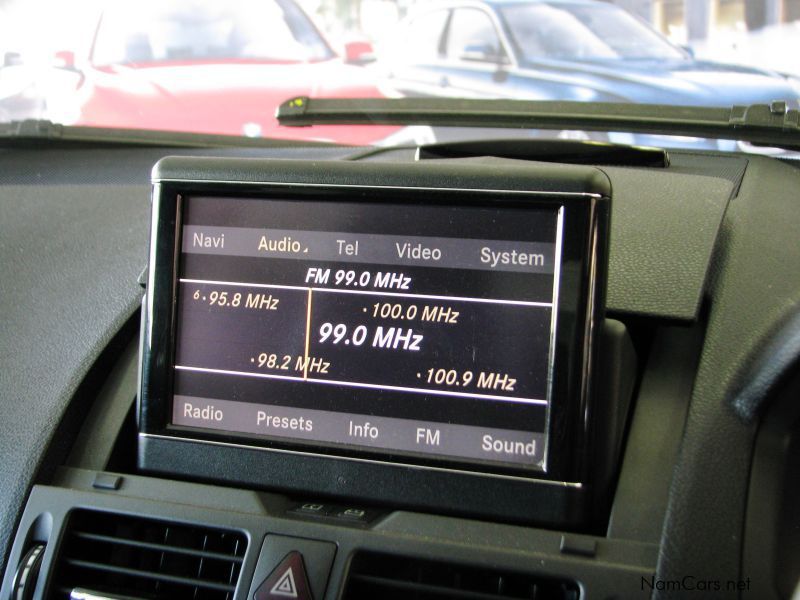 Navi Audio Tel Video System
FM 99.0 MHz
6 · 95.8 MHz · 100.0 MHz
99.0 MHz
· 98.2 MHz · 100.9 MHz
Radio Presets Info FM Sound
NamCars.net